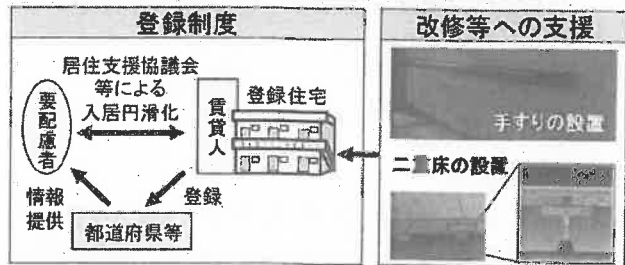 登録制度
居住支援協議会
等による
入居円滑化
要配慮者
賃貸人
登録住宅
情報
提供
登録
都道府県等
改修等への支援
手すりの設置
二重床の設置